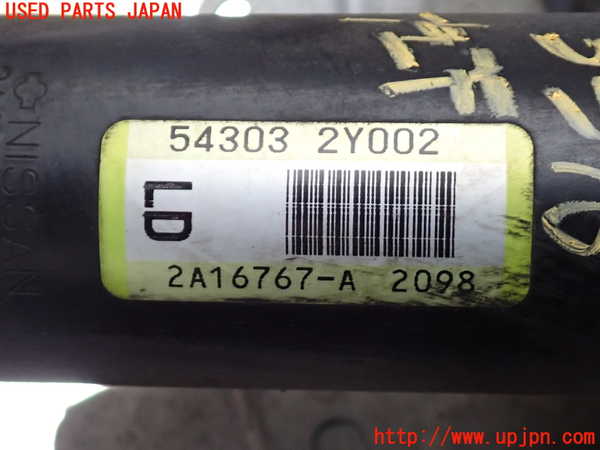 USED PARTS JAPAN
NISSAN
54303 2Y002
LD
2A16767-A 2098
http://www.upjpn.com/